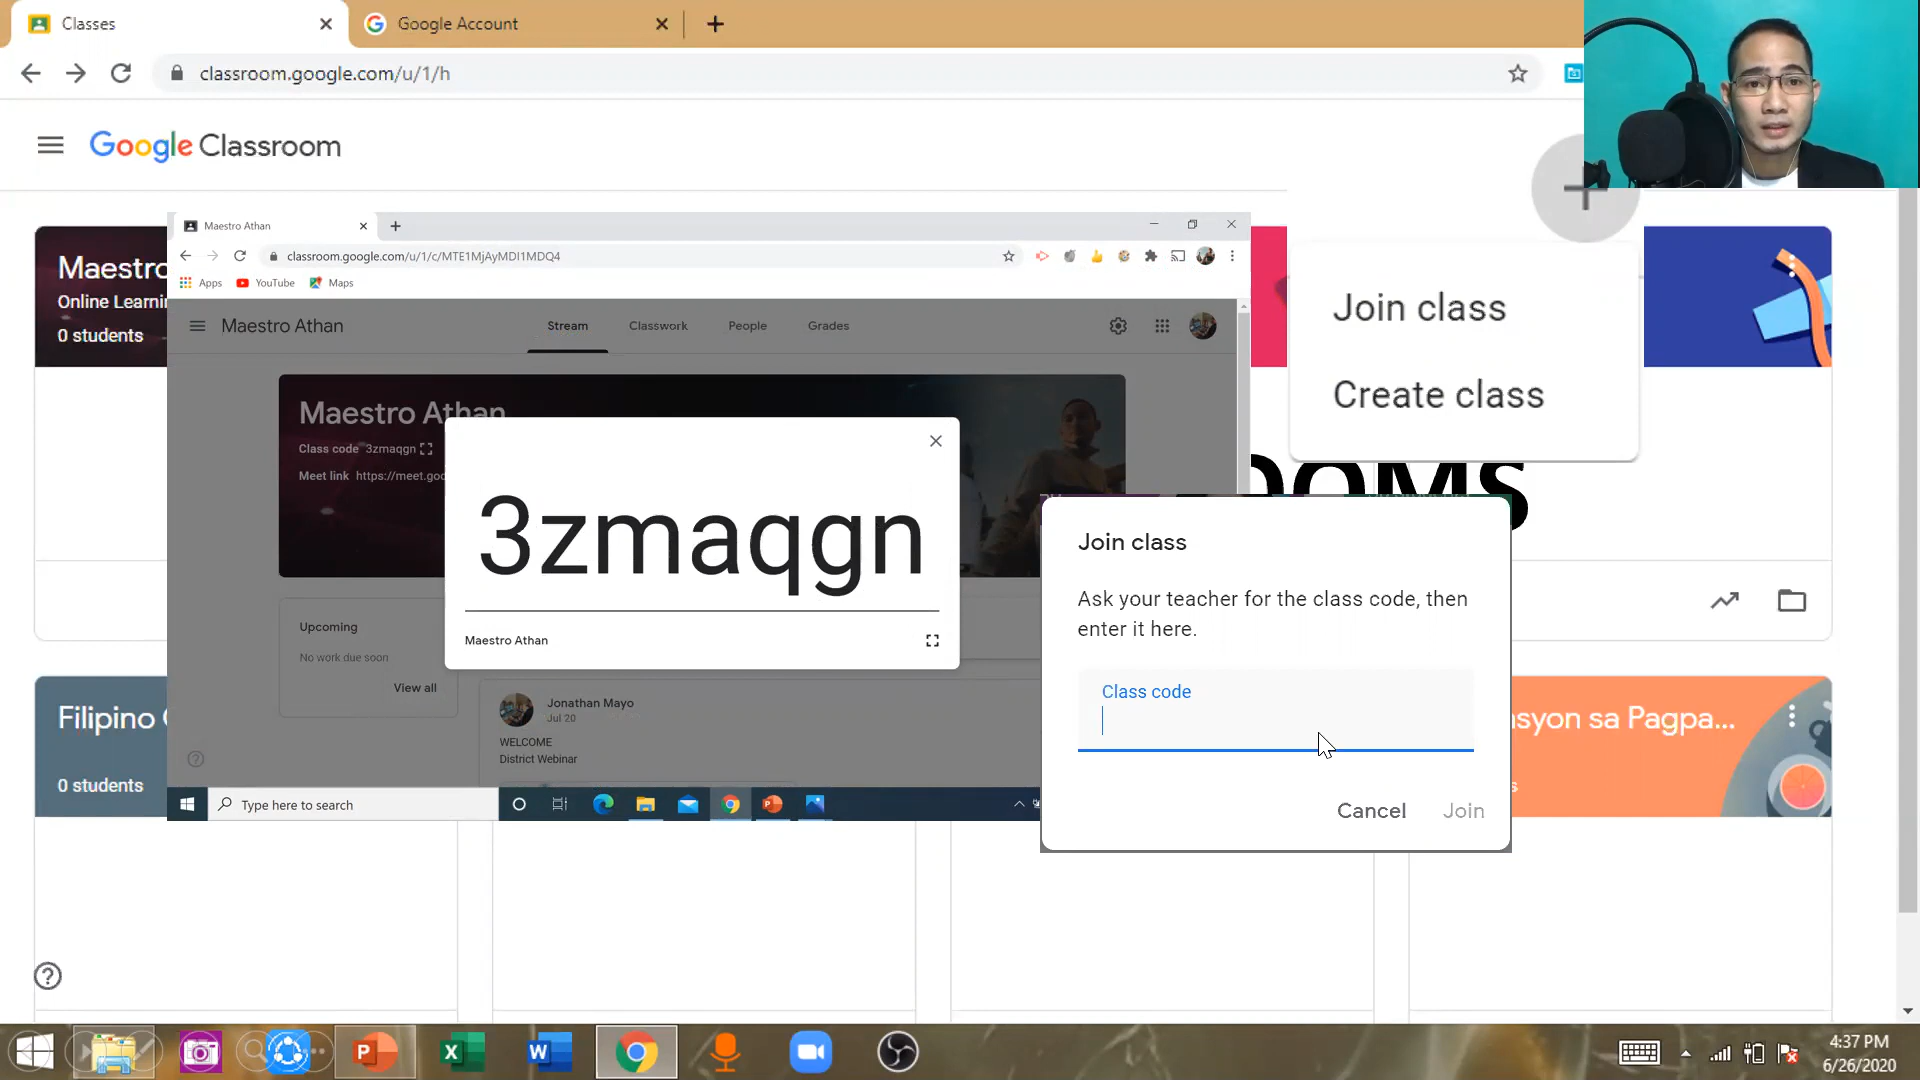 Classes
Google Account
classroom.google.com/u/1/h
Google Classroom
Maestro
Online Learnin
0 students
Maestro Athan
classroom.google.com/u/1/c/MTE1MjAyMDI1MDQ4
Apps
YouTube
Maps
Maestro Athan
Stream
Classwork
People
Grades
Maestro Athan
Class code 3zmaqgn
Meet link https://meet.goo
3zmaqgn
Maestro Athan
Upcoming
No work due soon
View all
Jonathan Mayo
Jul 20
WELCOME
District Webinar
Type here to search
Join class
Create class
OOMS
Join class
Ask your teacher for the class code, then
enter it here.
Class code
Cancel
Join
Filipino
0 students
asyon sa Pagpa...
4:37 PM
6/26/2020